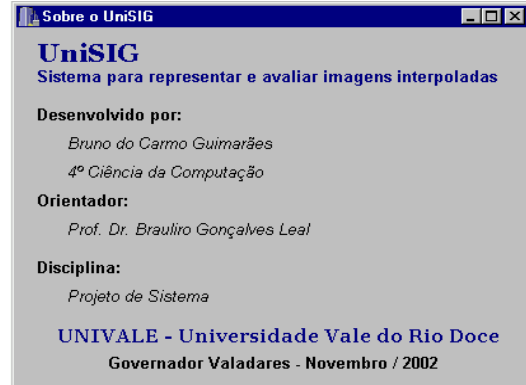 Sobre o UniSIG
UniSIG
Sistema para representar e avaliar imagens interpoladas
Desenvolvido por:
Bruno do Carmo Guimarães
4º Ciência da Computação
Orientador:
Prof. Dr. Brauliro Gonçalves Leal
Disciplina:
Projeto de Sistema
UNIVALE - Universidade Vale do Rio Doce
Governador Valadares - Novembro / 2002